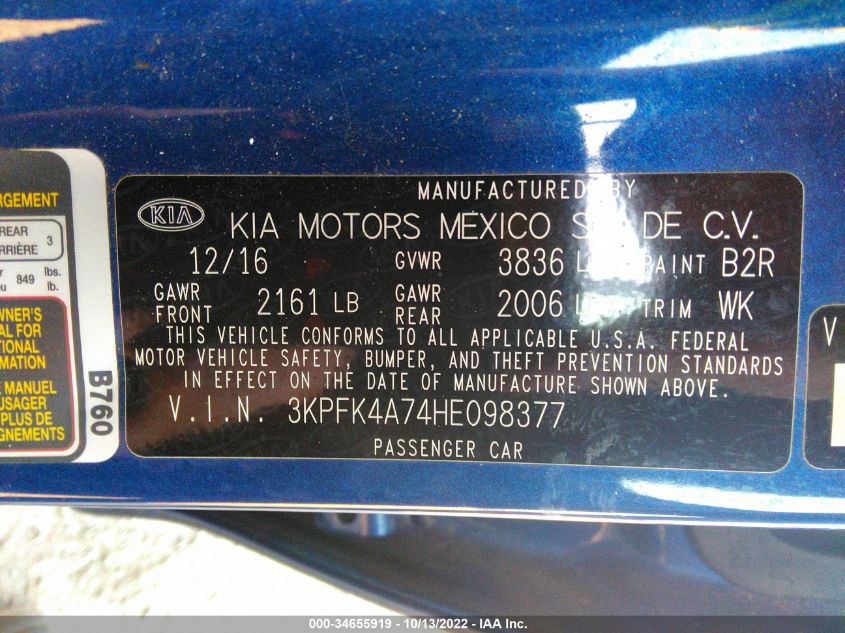 RGEMENT
REAR 3
RRIÈRE
849 lbs.
lb.
WNER'S
AL FOR
TIONAL
RMATION
E MANUEL
USAGER
PLUS DE
GNEMENTS
B760
MANUFACTURED BY
KIA
KIA MOTORS MEXICO S DE C.V.
12/16 GVWR 3836 PAINT B2R
GAWR FRONT 2161 LB GAWR REAR 2006 TRIM WK
THIS VEHICLE CONFORMS TO ALL APPLICABLE U.S.A. FEDERAL
MOTOR VEHICLE SAFETY, BUMPER, AND THEFT PREVENTION STANDARDS
IN EFFECT ON THE DATE OF MANUFACTURE SHOWN ABOVE.
V.I.N. 3KPFK4A74HE098377
PASSENGER CAR
V
000-34655919 - 10/13/2022 - IAA Inc.